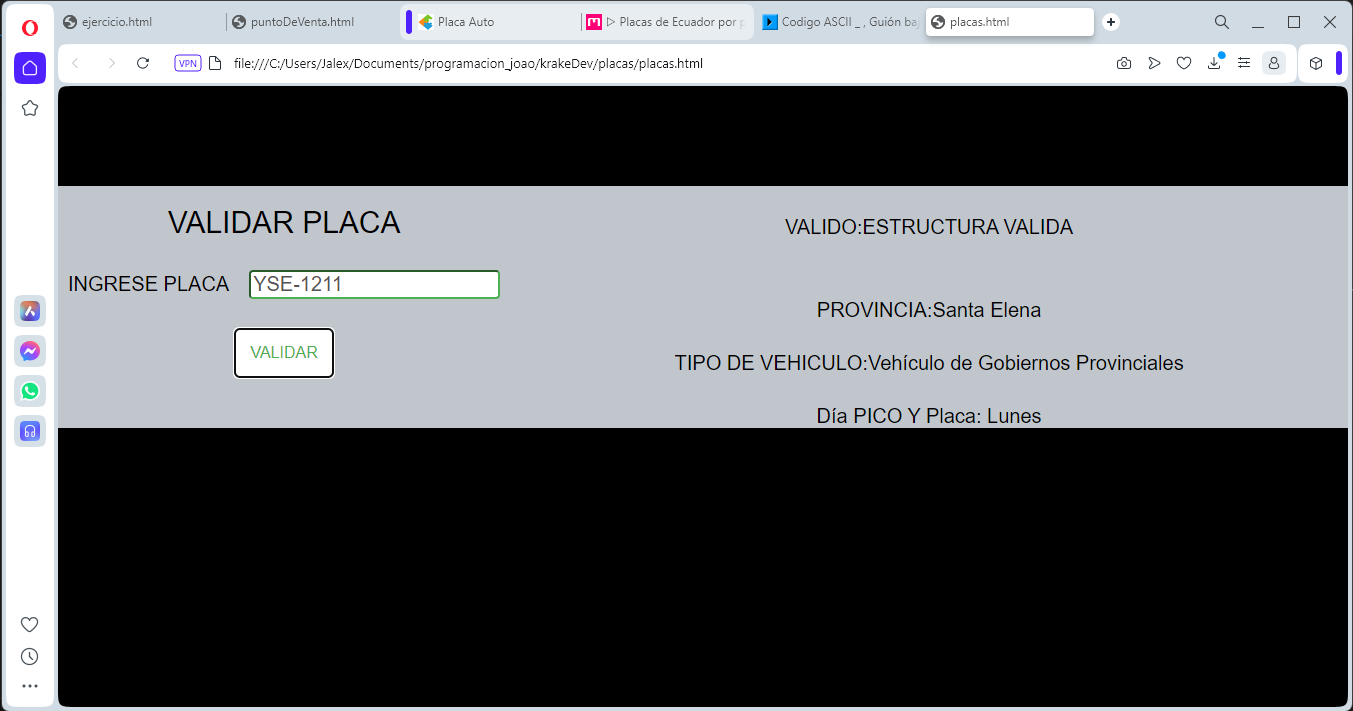 ejercicio.html
puntoDeVenta.html
Placa Auto
▷ Placas de Ecuador por p
Codigo ASCII _ , Guión baj
placas.html
VPN
file:///C:/Users/Jalex/Documents/programacion_joao/krakeDev/placas/placas.html
VALIDAR PLACA
INGRESE PLACA
YSE-1211
VALIDAR
VALIDO:ESTRUCTURA VALIDA
PROVINCIA:Santa Elena
TIPO DE VEHICULO:Vehículo de Gobiernos Provinciales
Día PICO Y Placa: Lunes